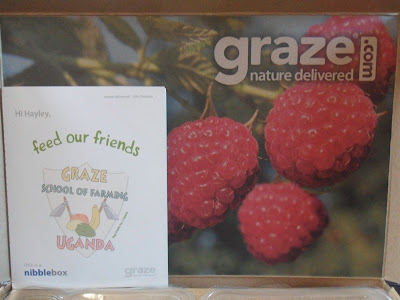 graze.com
nature delivered
Hi Hayley,
feed our friends
GRAZE
SCHOOL OF FARMING
UGANDA
nibblebox
graze